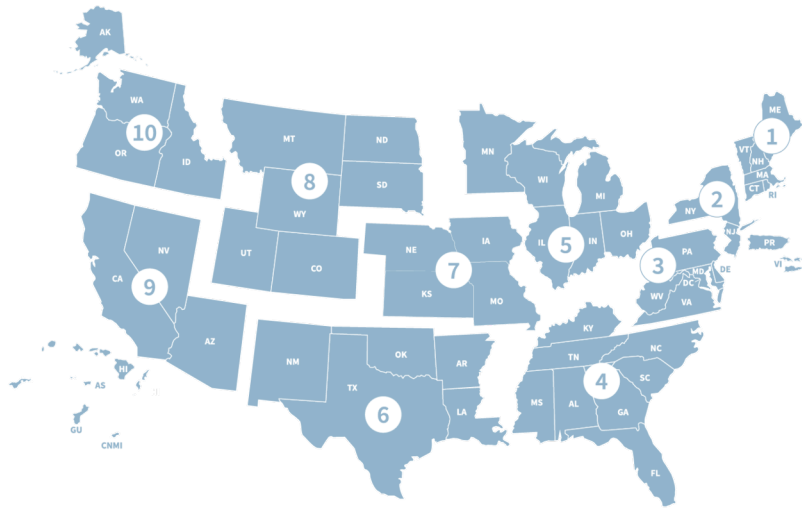 AK
WA
10
OR
ID
MT
ND
8
SD
WY
UT
CO
NV
CA
9
AZ
HI
AS
GU
CNMI
MN
WI
MI
IL
5
IN
OH
NE
IA
7
KS
MO
NM
OK
AR
TX
6
LA
KY
TN
NC
4
SC
MS
AL
GA
FL
ME
1
VT
NH
MA
CT
RI
2
NY
NJ
PR
VI
PA
3
MD
DE
DC
WV
VA